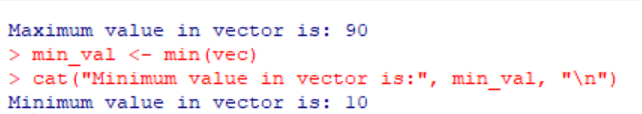 Maximum value in vector is: 90
> min_val <- min(vec)
> cat("Minimum value in vector is:", min_val, "\n")
Minimum value in vector is: 10